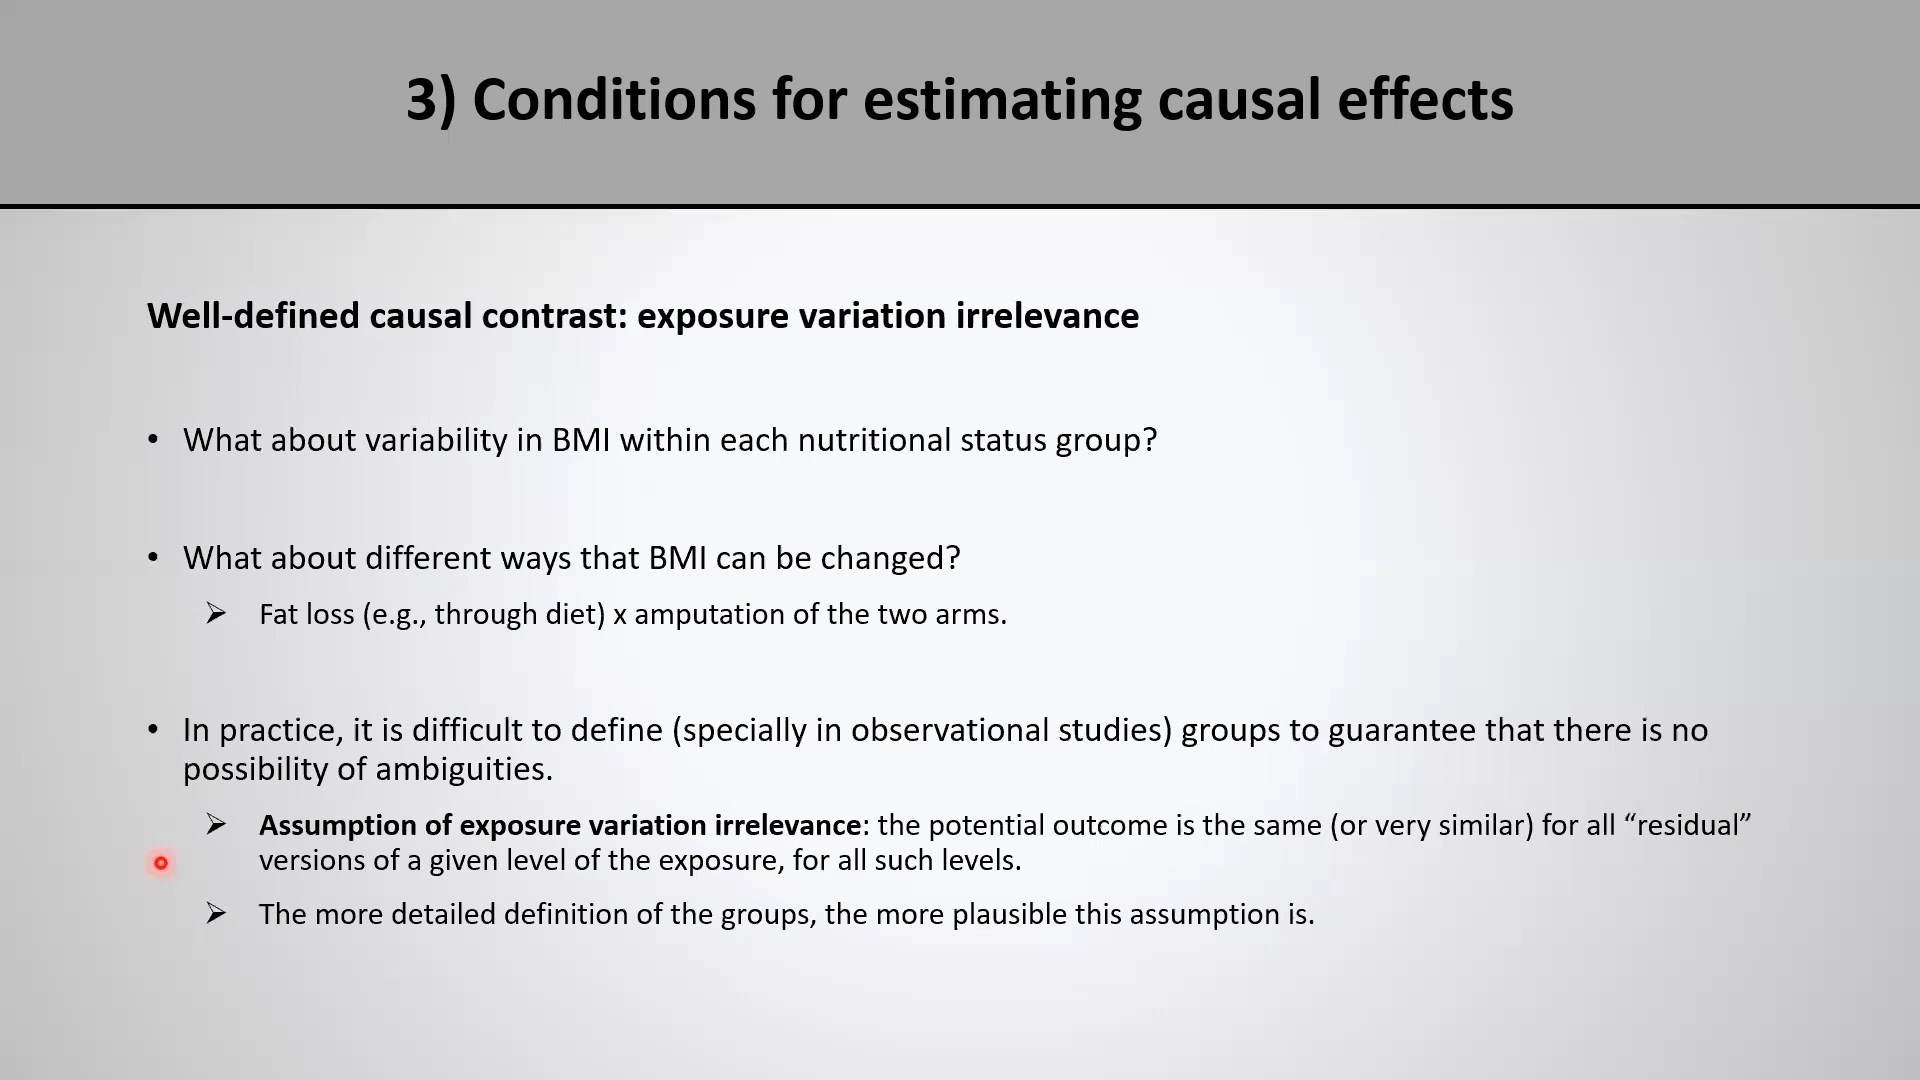 3) Conditions for estimating causal effects
Well-defined causal contrast: exposure variation irrelevance
• What about variability in BMI within each nutritional status group?
• What about different ways that BMI can be changed?
➢ Fat loss (e.g., through diet) x amputation of the two arms.
• In practice, it is difficult to define (specially in observational studies) groups to guarantee that there is no
possibility of ambiguities.
➢ Assumption of exposure variation irrelevance: the potential outcome is the same (or very similar) for all “residual”
versions of a given level of the exposure, for all such levels.
➢ The more detailed definition of the groups, the more plausible this assumption is.